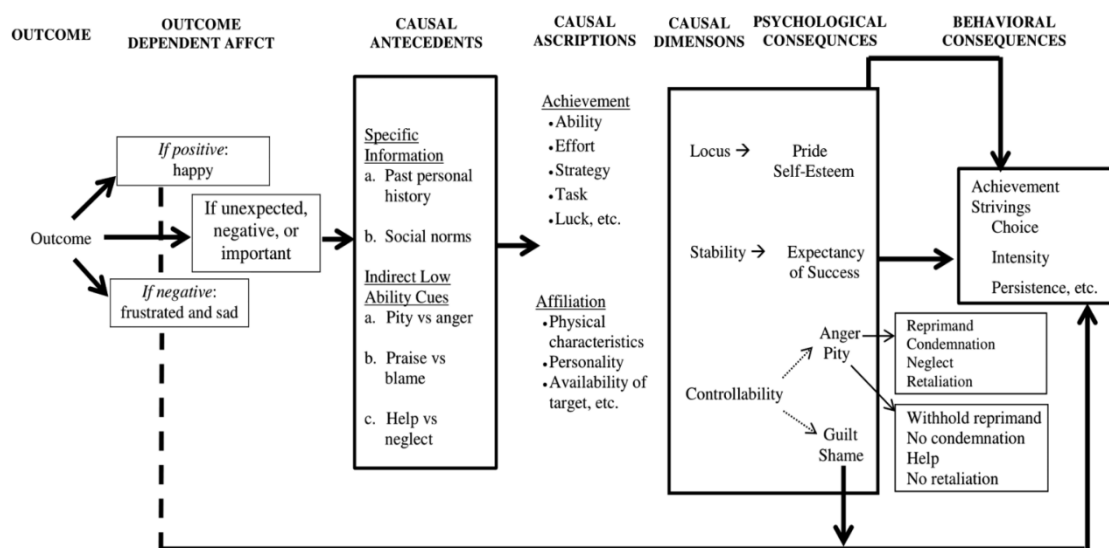 OUTCOME
OUTCOME
DEPENDENT AFFCT
CAUSAL
ANTECEDENTS
CAUSAL
ASCRIPTIONS
CAUSAL
DIMENSONS
PSYCHOLOGICAL
CONSEQUNCES
BEHAVIORAL
CONSEQUENCES
Outcome
If positive:
happy
If unexpected,
negative, or
important
If negative:
frustrated and sad
Specific
Information
a. Past personal
history
b. Social norms
Indirect Low
Ability Cues
a. Pity vs anger
b. Praise vs
blame
c. Help vs
neglect
Achievement
•Ability
•Effort
•Strategy
•Task
•Luck, etc.
Affiliation
•Physical
characteristics
•Personality
•Availability of
target, etc.
Locus →
Pride
Self-Esteem
Stability →
Expectancy
of Success
Controllability
Anger
Pity
Guilt
Shame
Achievement
Strivings
Choice
Intensity
Persistence, etc.
Reprimand
Condemnation
Neglect
Retaliation
Withhold reprimand
No condemnation
Help
No retaliation